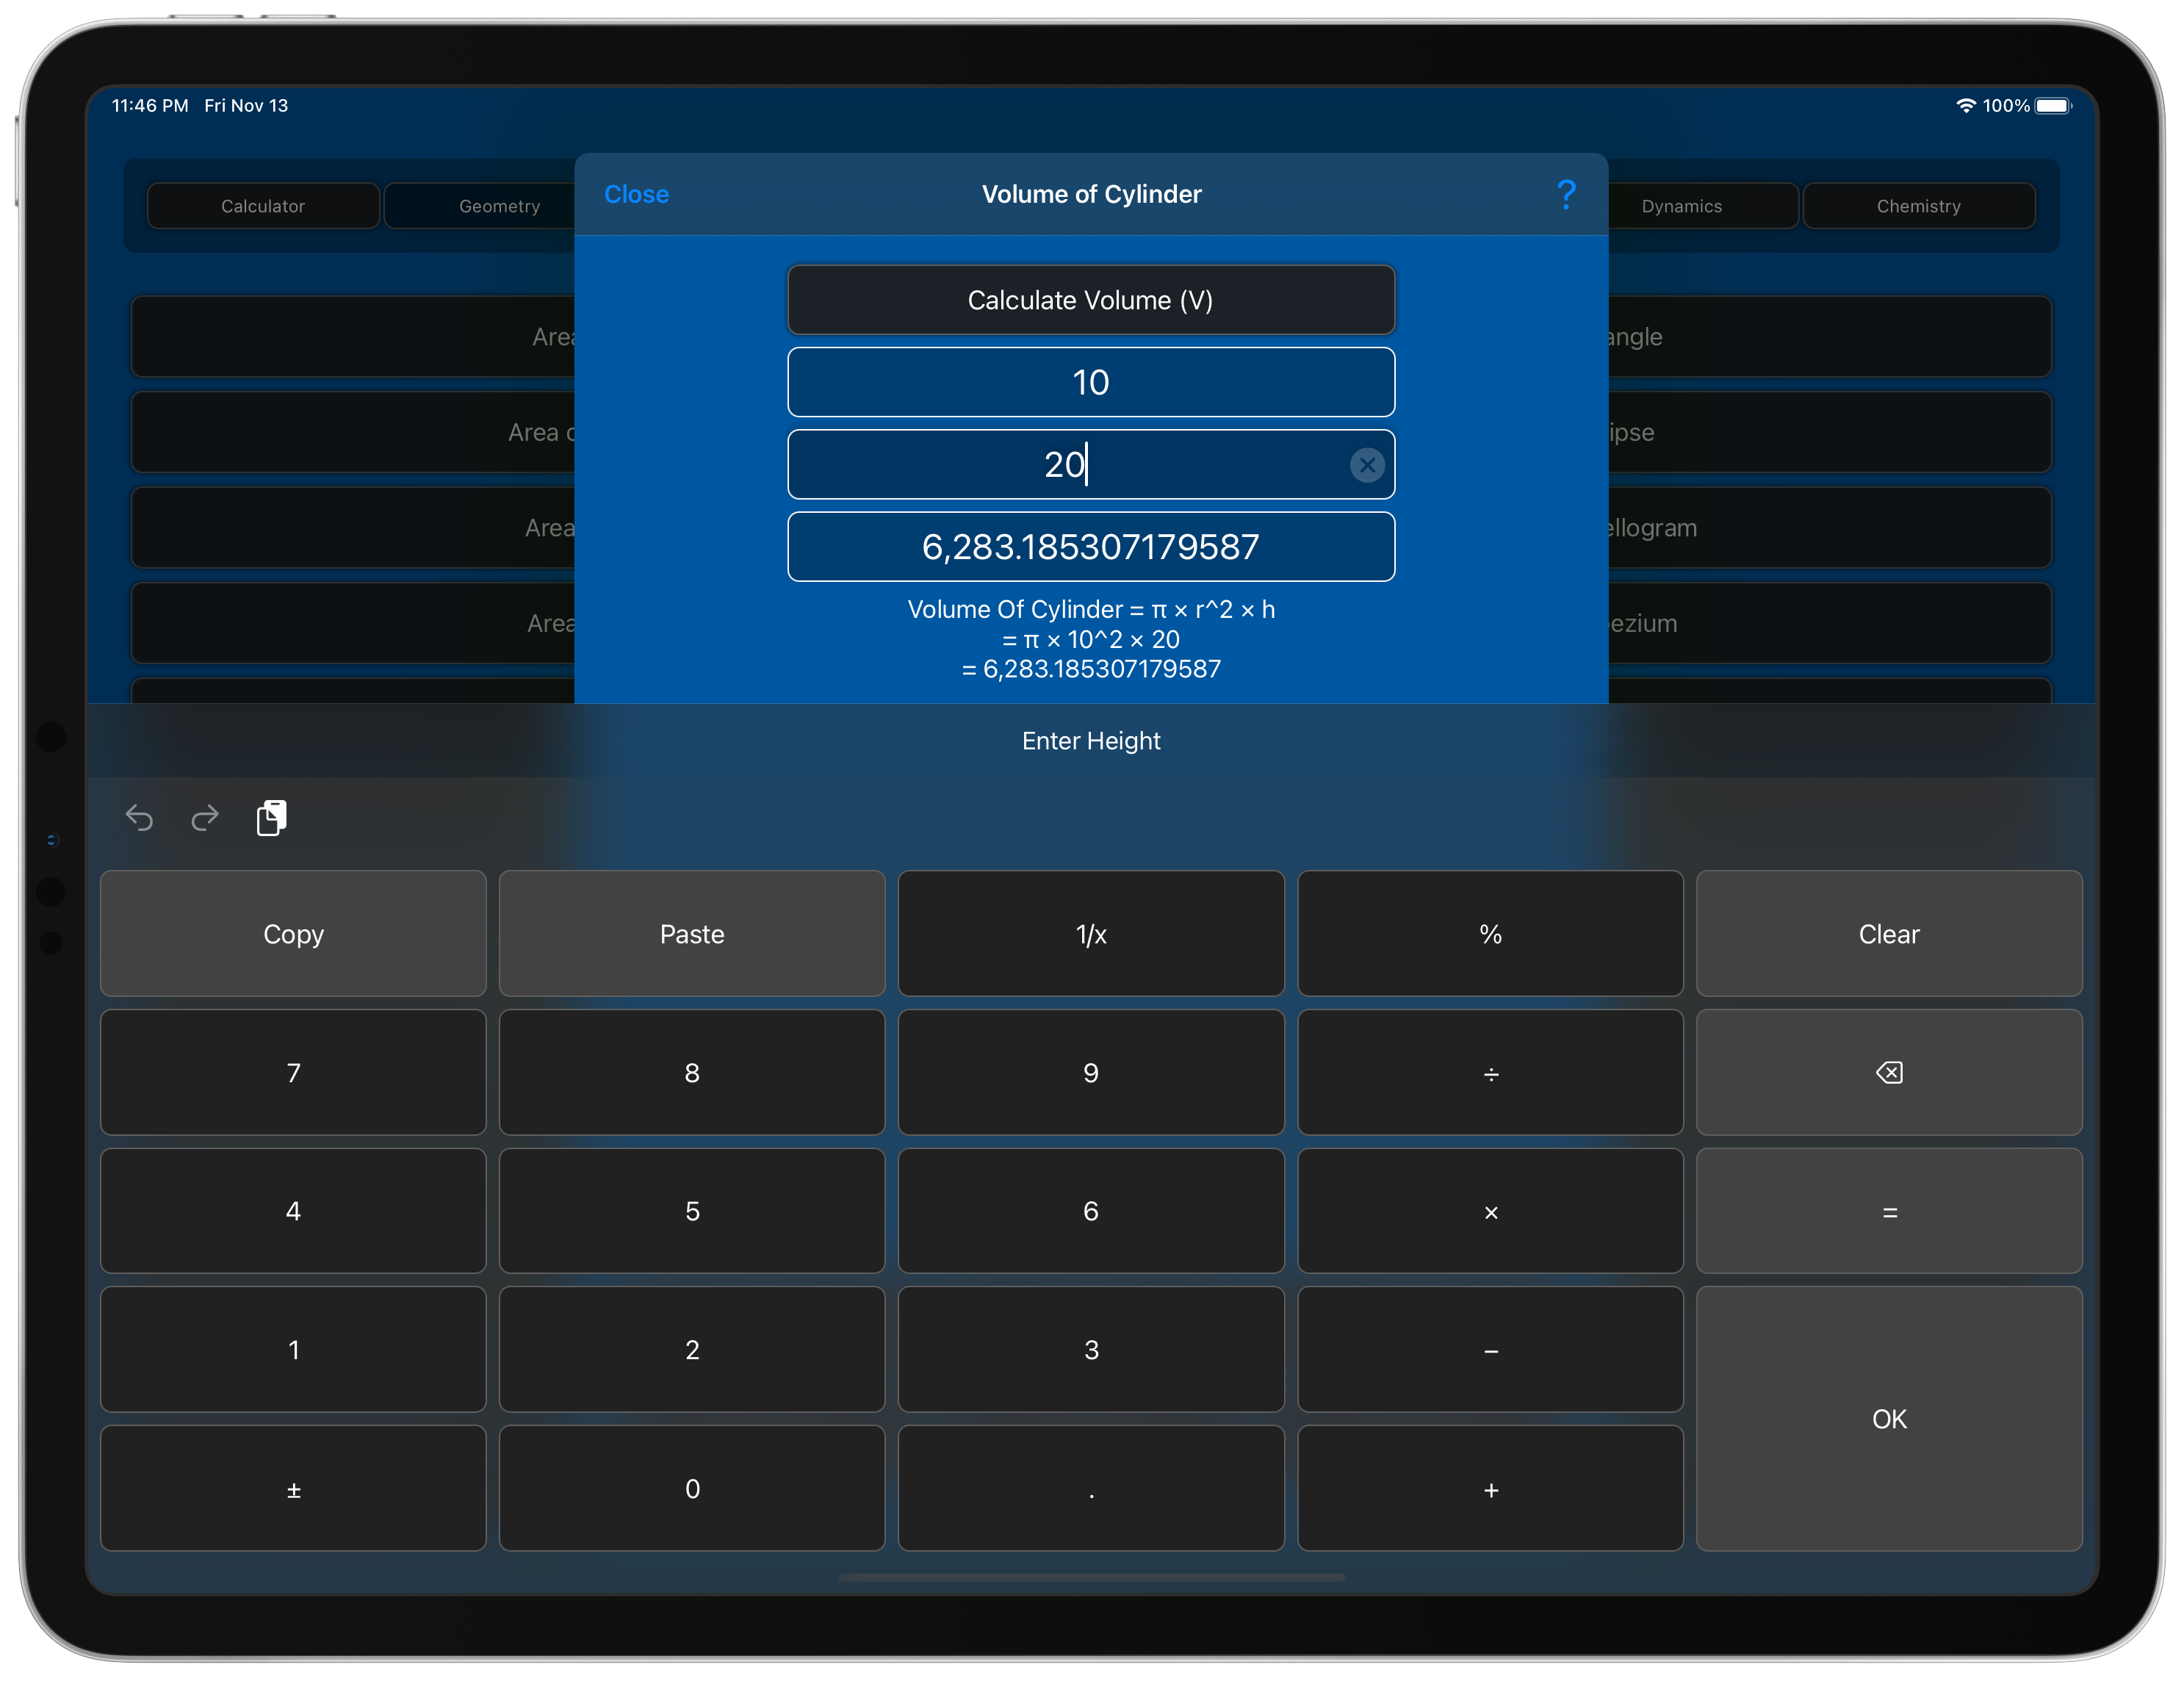 11:46 PM Fri Nov 13
100%
Calculator
Geometry
Dynamics
Chemistry
Close
Volume of Cylinder
?
Calculate Volume (V)
10
20
6,283.185307179587
Volume Of Cylinder = π × r^2 × h
= π × 10^2 × 20
= 6,283.185307179587
Area
angle
Area
ipse
Area
ellogram
Area
ezium
Enter Height
Copy Paste 1/x % Clear
7 8 9 ÷
4 5 6 × =
1 2 3 −
OK
± 0 . +